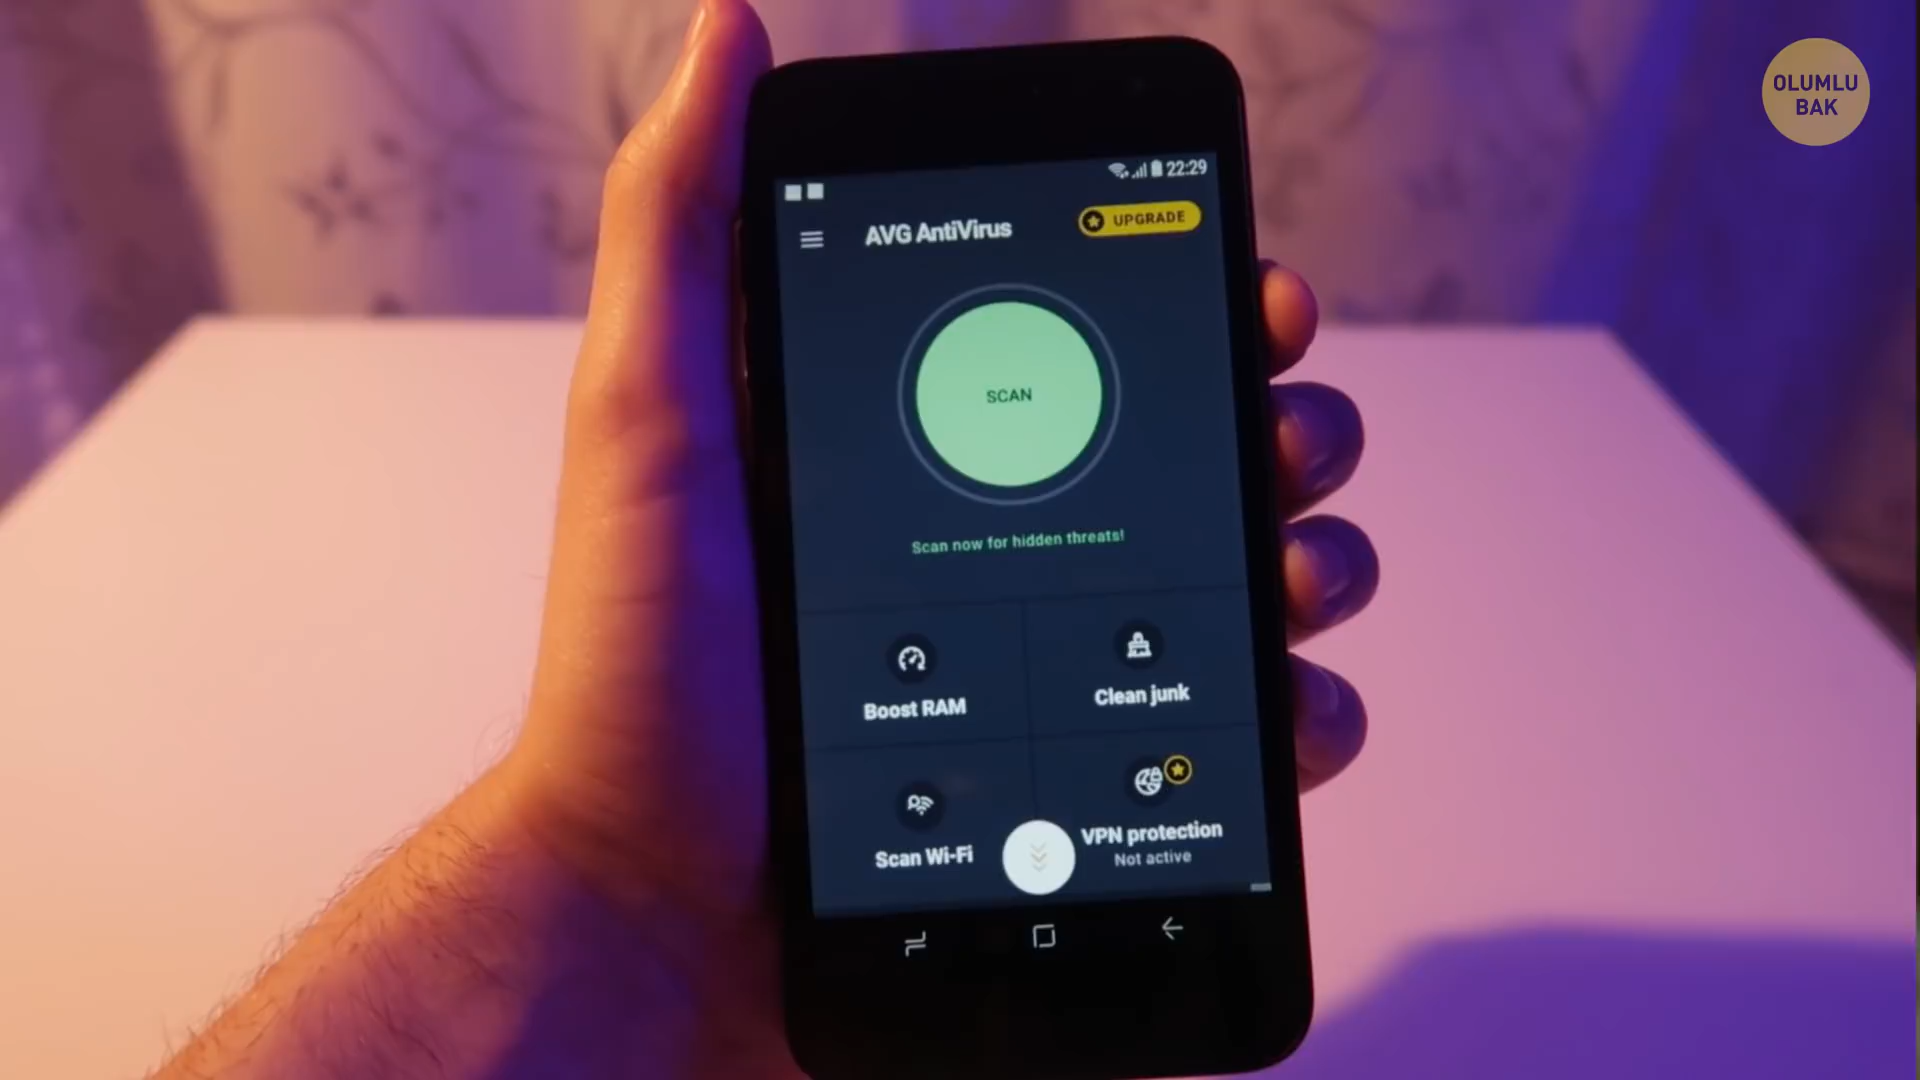 OLUMLU
BAK
22:29
AVG AntiVirus
UPGRADE
SCAN
Scan now for hidden threats!
Boost RAM
Clean junk
Scan Wi-Fi
VPN protection
Not active